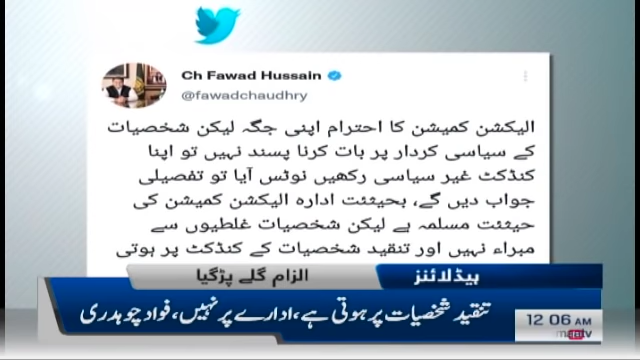 Ch Fawad Hussain
@fawadchaudhry
الیکشن کمیشن کا احترام اپنی جگہ لیکن شخصیات
کے سیاسی کردار پر بات کرنا پسند نہیں تو اپنا
کنڈکٹ غیر سیاسی رکھیں نوٹس آیا تو تفصیلی
جواب دیں گے، بحیثئت ادارہ الیکشن کمیشن کی
حیثئت مسلمہ ہے لیکن شخصیات غلطیوں سے
مبراء نہیں اور تنقید شخصیات کے کنڈکٹ پر ہوتی
ہیڈلائنز
الزام گلے پڑگیا
تنقید شخصیات پر ہوتی ہے، ادارے پر نہیں، فواد چوہدری
12:06 AM